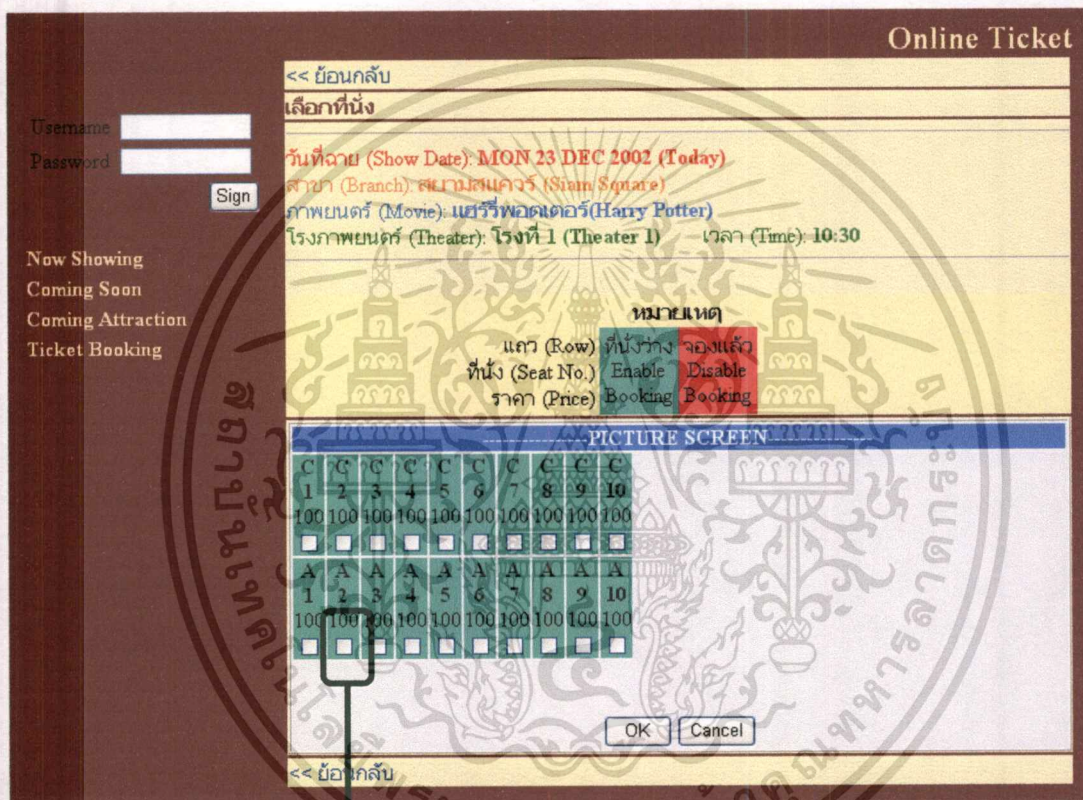 Online Ticket
<< ย้อนกลับ
เลือกที่นั่ง
Username
Password
Sign
วันที่ฉาย (Show Date): MON 23 DEC 2002 (Today)
สาขา (Branch): สยามสแควร์ (Siam Square)
ภาพยนตร์ (Movie): แฮร์รี่พอตเตอร์(Harry Potter)
โรงภาพยนตร์ (Theater): โรงที่ 1 (Theater 1) เวลา (Time): 10:30
Now Showing
Coming Soon
Coming Attraction
Ticket Booking
หมายเหตุ
แถว (Row) ที่นั่งว่าง จองแล้ว
ที่นั่ง (Seat No.) Enable Disable
ราคา (Price) Booking Booking
PICTURE SCREEN
C C C C C C C C C C
1 2 3 4 5 6 7 8 9 10
100 100 100 100 100 100 100 100 100 100
A A A A A A A A A A
1 2 3 4 5 6 7 8 9 10
100 100 100 100 100 100 100 100 100 100
OK Cancel
<< ย้อนกลับ